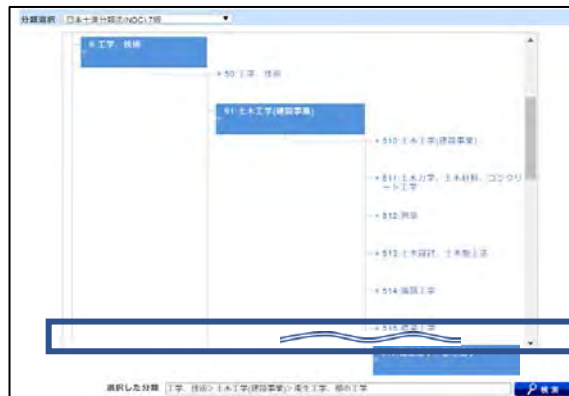 分類選択 日本十進分類法(NDC) 7版
5:工学、技術
50:工学、技術
51:土木工学(建設事業)
510:土木工学(建設事業)
511:土木力学、土木材料、コンクリート工学
512:測量
513:土木設計、土木施工法
514:道路工学
515:橋梁工学
選択した分類 工学、技術> 土木工学(建設事業)> 衛生工学、都市工学
検索